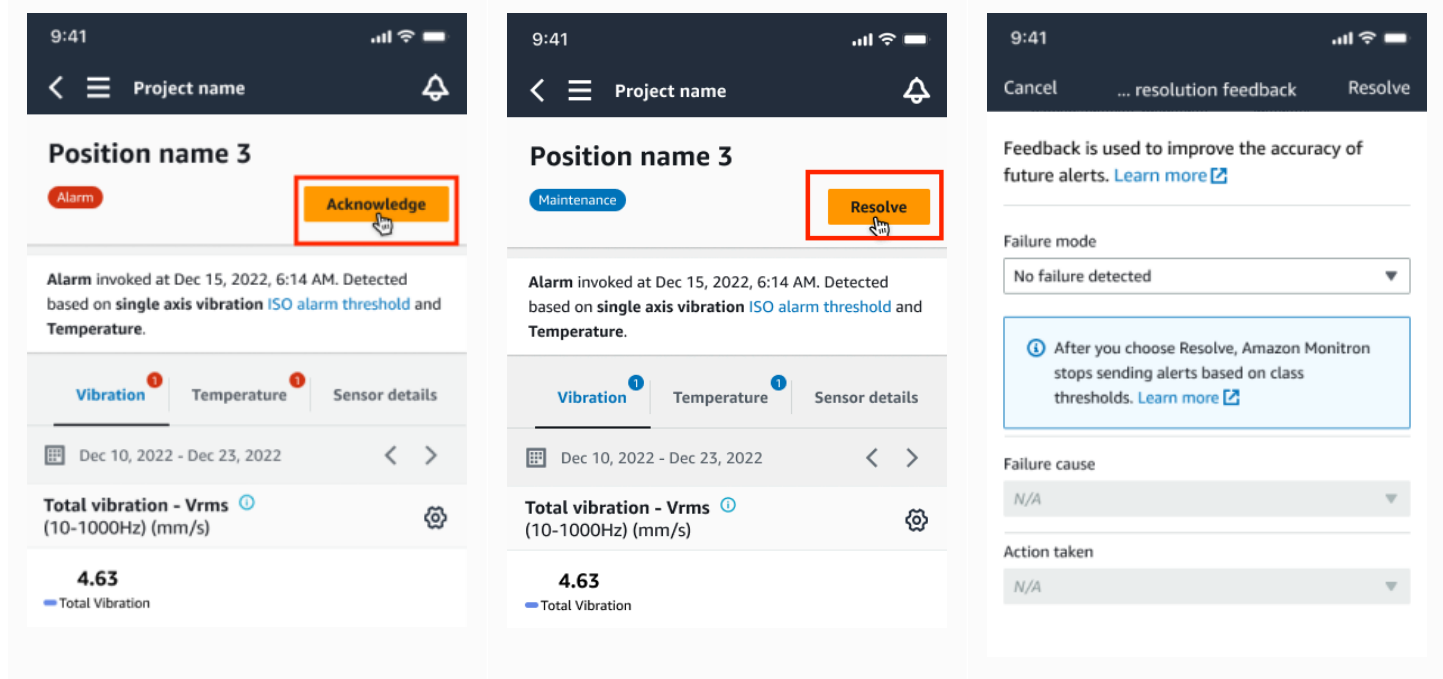 9:41
Project name
Position name 3
Alarm
Acknowledge
Alarm invoked at Dec 15, 2022, 6:14 AM. Detected
based on single axis vibration ISO alarm threshold and
Temperature.
Vibration 1
Temperature 1
Sensor details
Dec 10, 2022 - Dec 23, 2022
Total vibration - Vrms
(10-1000Hz) (mm/s)
4.63
Total Vibration
9:41
Project name
Position name 3
Maintenance
Resolve
Alarm invoked at Dec 15, 2022, 6:14 AM. Detected
based on single axis vibration ISO alarm threshold and
Temperature.
Vibration 1
Temperature 1
Sensor details
Dec 10, 2022 - Dec 23, 2022
Total vibration - Vrms
(10-1000Hz) (mm/s)
4.63
Total Vibration
9:41
Cancel
... resolution feedback
Resolve
Feedback is used to improve the accuracy of
future alerts. Learn more
Failure mode
No failure detected
After you choose Resolve, Amazon Monitron
stops sending alerts based on class
thresholds. Learn more
Failure cause
N/A
Action taken
N/A